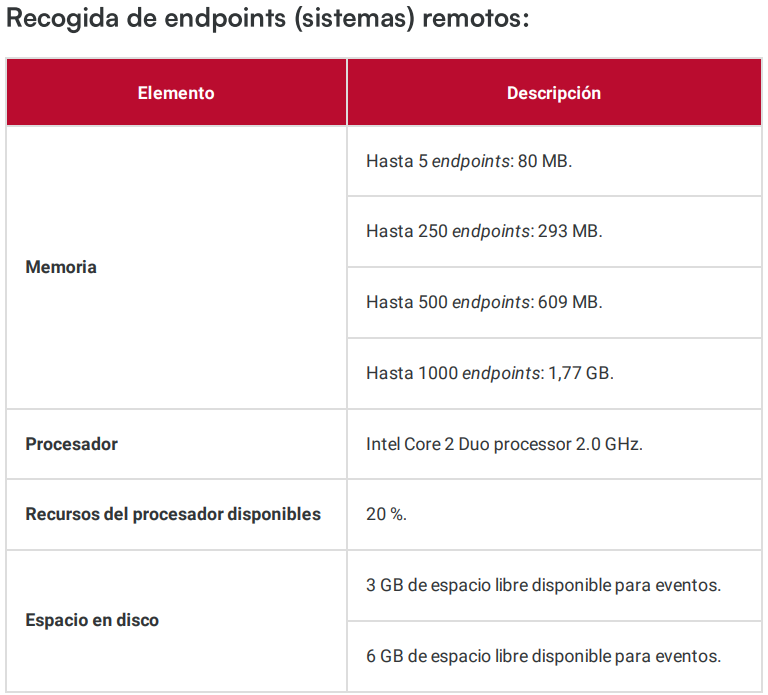 Recogida de endpoints (sistemas) remotos:
Elemento
Descripción
Memoria
Hasta 5 endpoints: 80 MB.
Hasta 250 endpoints: 293 MB.
Hasta 500 endpoints: 609 MB.
Hasta 1000 endpoints: 1,77 GB.
Procesador
Intel Core 2 Duo processor 2.0 GHz.
Recursos del procesador disponibles
20 %.
Espacio en disco
3 GB de espacio libre disponible para eventos.
6 GB de espacio libre disponible para eventos.